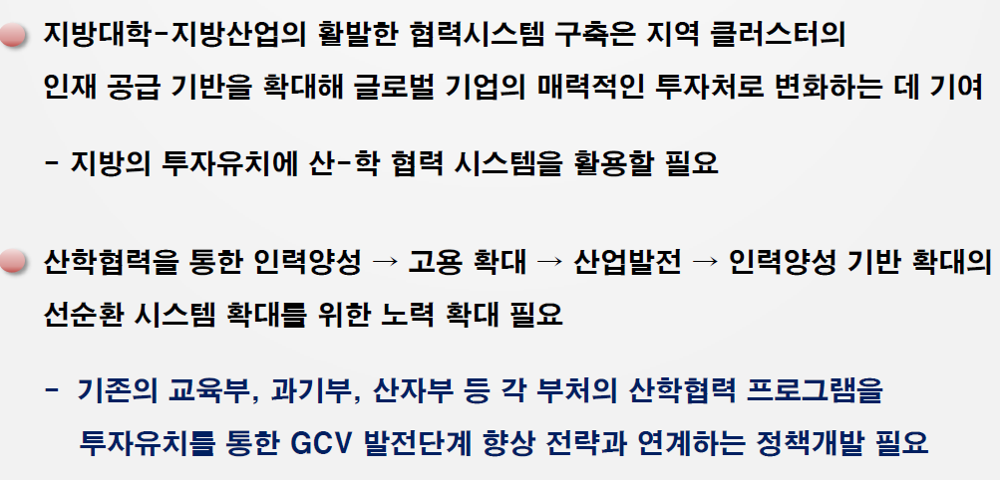 지방대학-지방산업의 활발한 협력시스템 구축은 지역 클러스터의
인재 공급 기반을 확대해 글로벌 기업의 매력적인 투자처로 변화하는 데 기여
- 지방의 투자유치에 산-학 협력 시스템을 활용할 필요
산학협력을 통한 인력양성 → 고용 확대 → 산업발전 → 인력양성 기반 확대의
선순환 시스템 확대를 위한 노력 확대 필요
- 기존의 교육부, 과기부, 산자부 등 각 부처의 산학협력 프로그램을
투자유치를 통한 GCV 발전단계 향상 전략과 연계하는 정책개발 필요